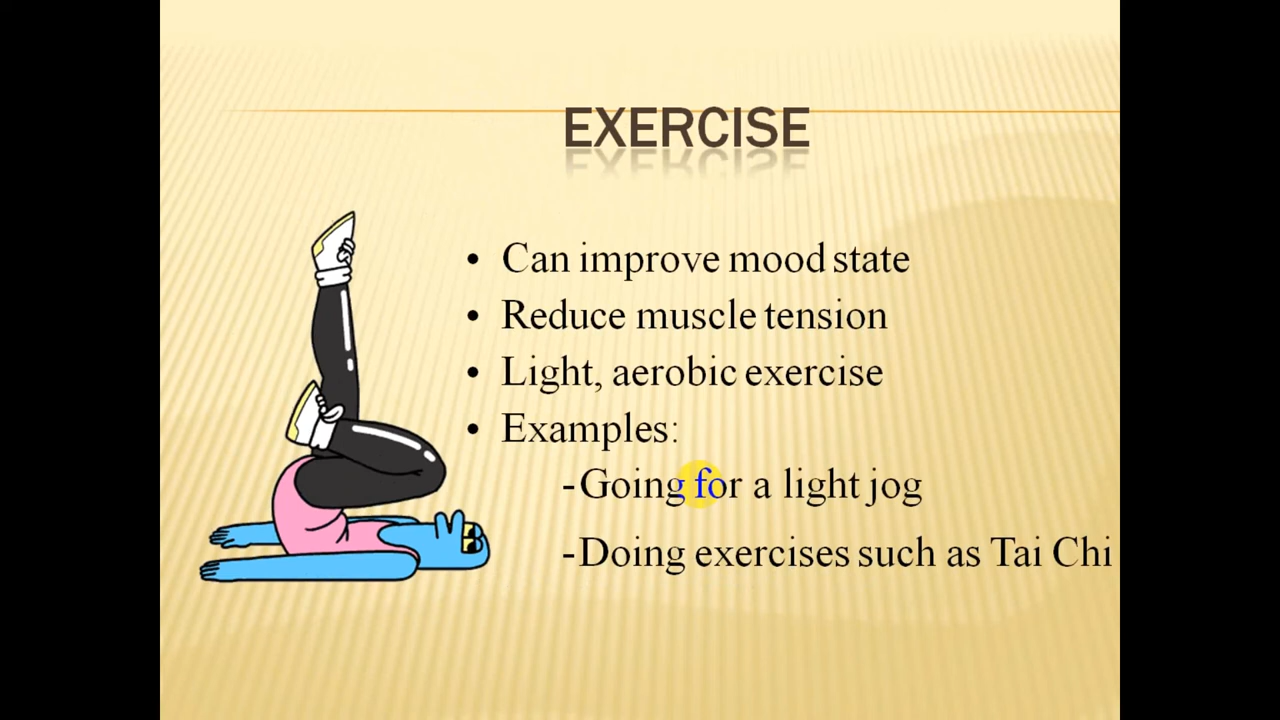 EXERCISE
• Can improve mood state
• Reduce muscle tension
• Light, aerobic exercise
• Examples:
-Going for a light jog
-Doing exercises such as Tai Chi